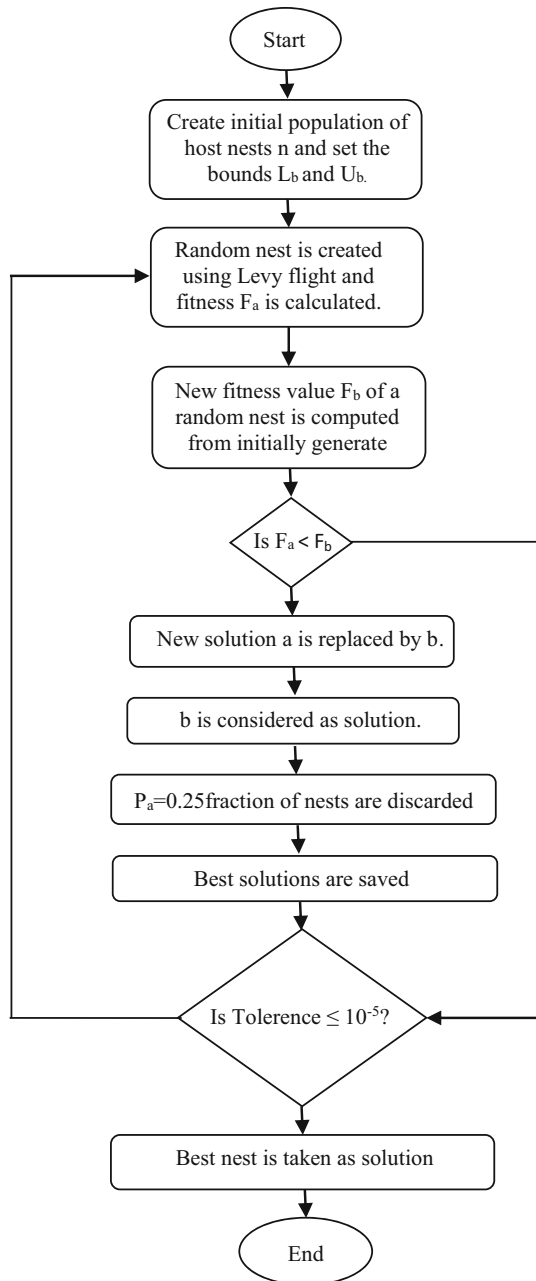 Start
Create initial population of
host nests n and set the
bounds Lb and Ub.
Random nest is created
using Levy flight and
fitness Fa is calculated.
New fitness value Fb of a
random nest is computed
from initially generate
Is Fa < Fb
New solution a is replaced by b.
b is considered as solution.
Pa=0.25fraction of nests are discarded
Best solutions are saved
Is Tolerence ≤ 10-5?
Best nest is taken as solution
End